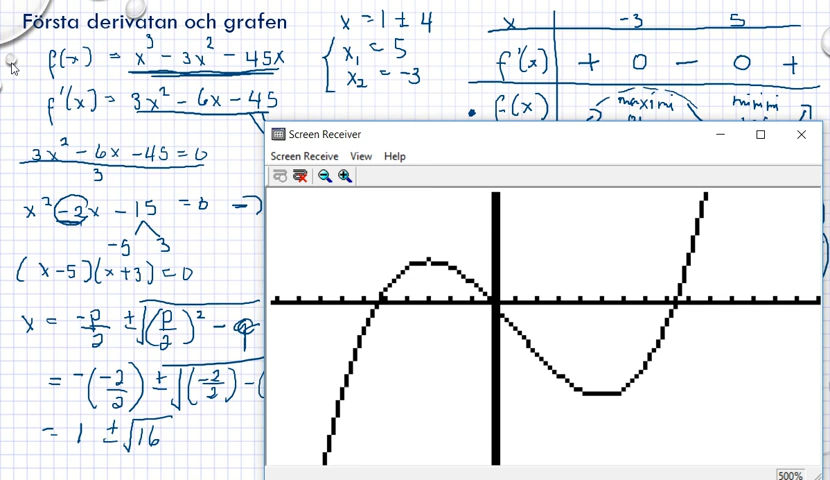 Första derivatan och grafen
f(x) = x³ - 3x² - 45x
f'(x) = 3x² - 6x - 45
3x² - 6x - 45 = 0
3
x² - 2x - 15 = 0 =>
-5 3
(x-5)(x+3) = 0
x = -p/2 ± √(p/2)² - q
= -(-2/2) ± √(-2/2) - (
= 1 ± √16
x = 1 ± 4
x₁ = 5
x₂ = -3
x -3 5
f'(x) + 0 - 0 +
f(x) maximi minimi
Screen Receiver
Screen Receive View Help
500%